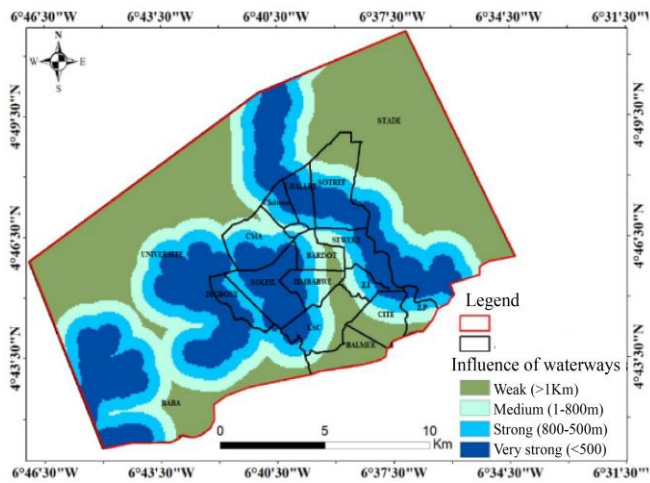 6°46'30"W 6°43'30"W 6°40'30"W 6°37'30"W 6°34'30"W 6°31'30"W
N
W E
S
4°49'30"N
4°49'30"N
STADE
SOTREF
CMA
SEWEKE
4°46'30"N
4°46'30"N
UNIVERSITE
BARDOT
SOLEIL
ZIMBABWE
DIGBOUE
Z.I
Z.P
CITE
LAC
BALMER
4°43'30"N
4°43'30"N
BABA
Legend
Influence of waterways
Weak (>1Km)
Medium (1-800m)
Strong (800-500m)
Very strong (<500)
0 5 10
Km
6°46'30"W 6°43'30"W 6°40'30"W 6°37'30"W 6°34'30"W 6°31'30"W